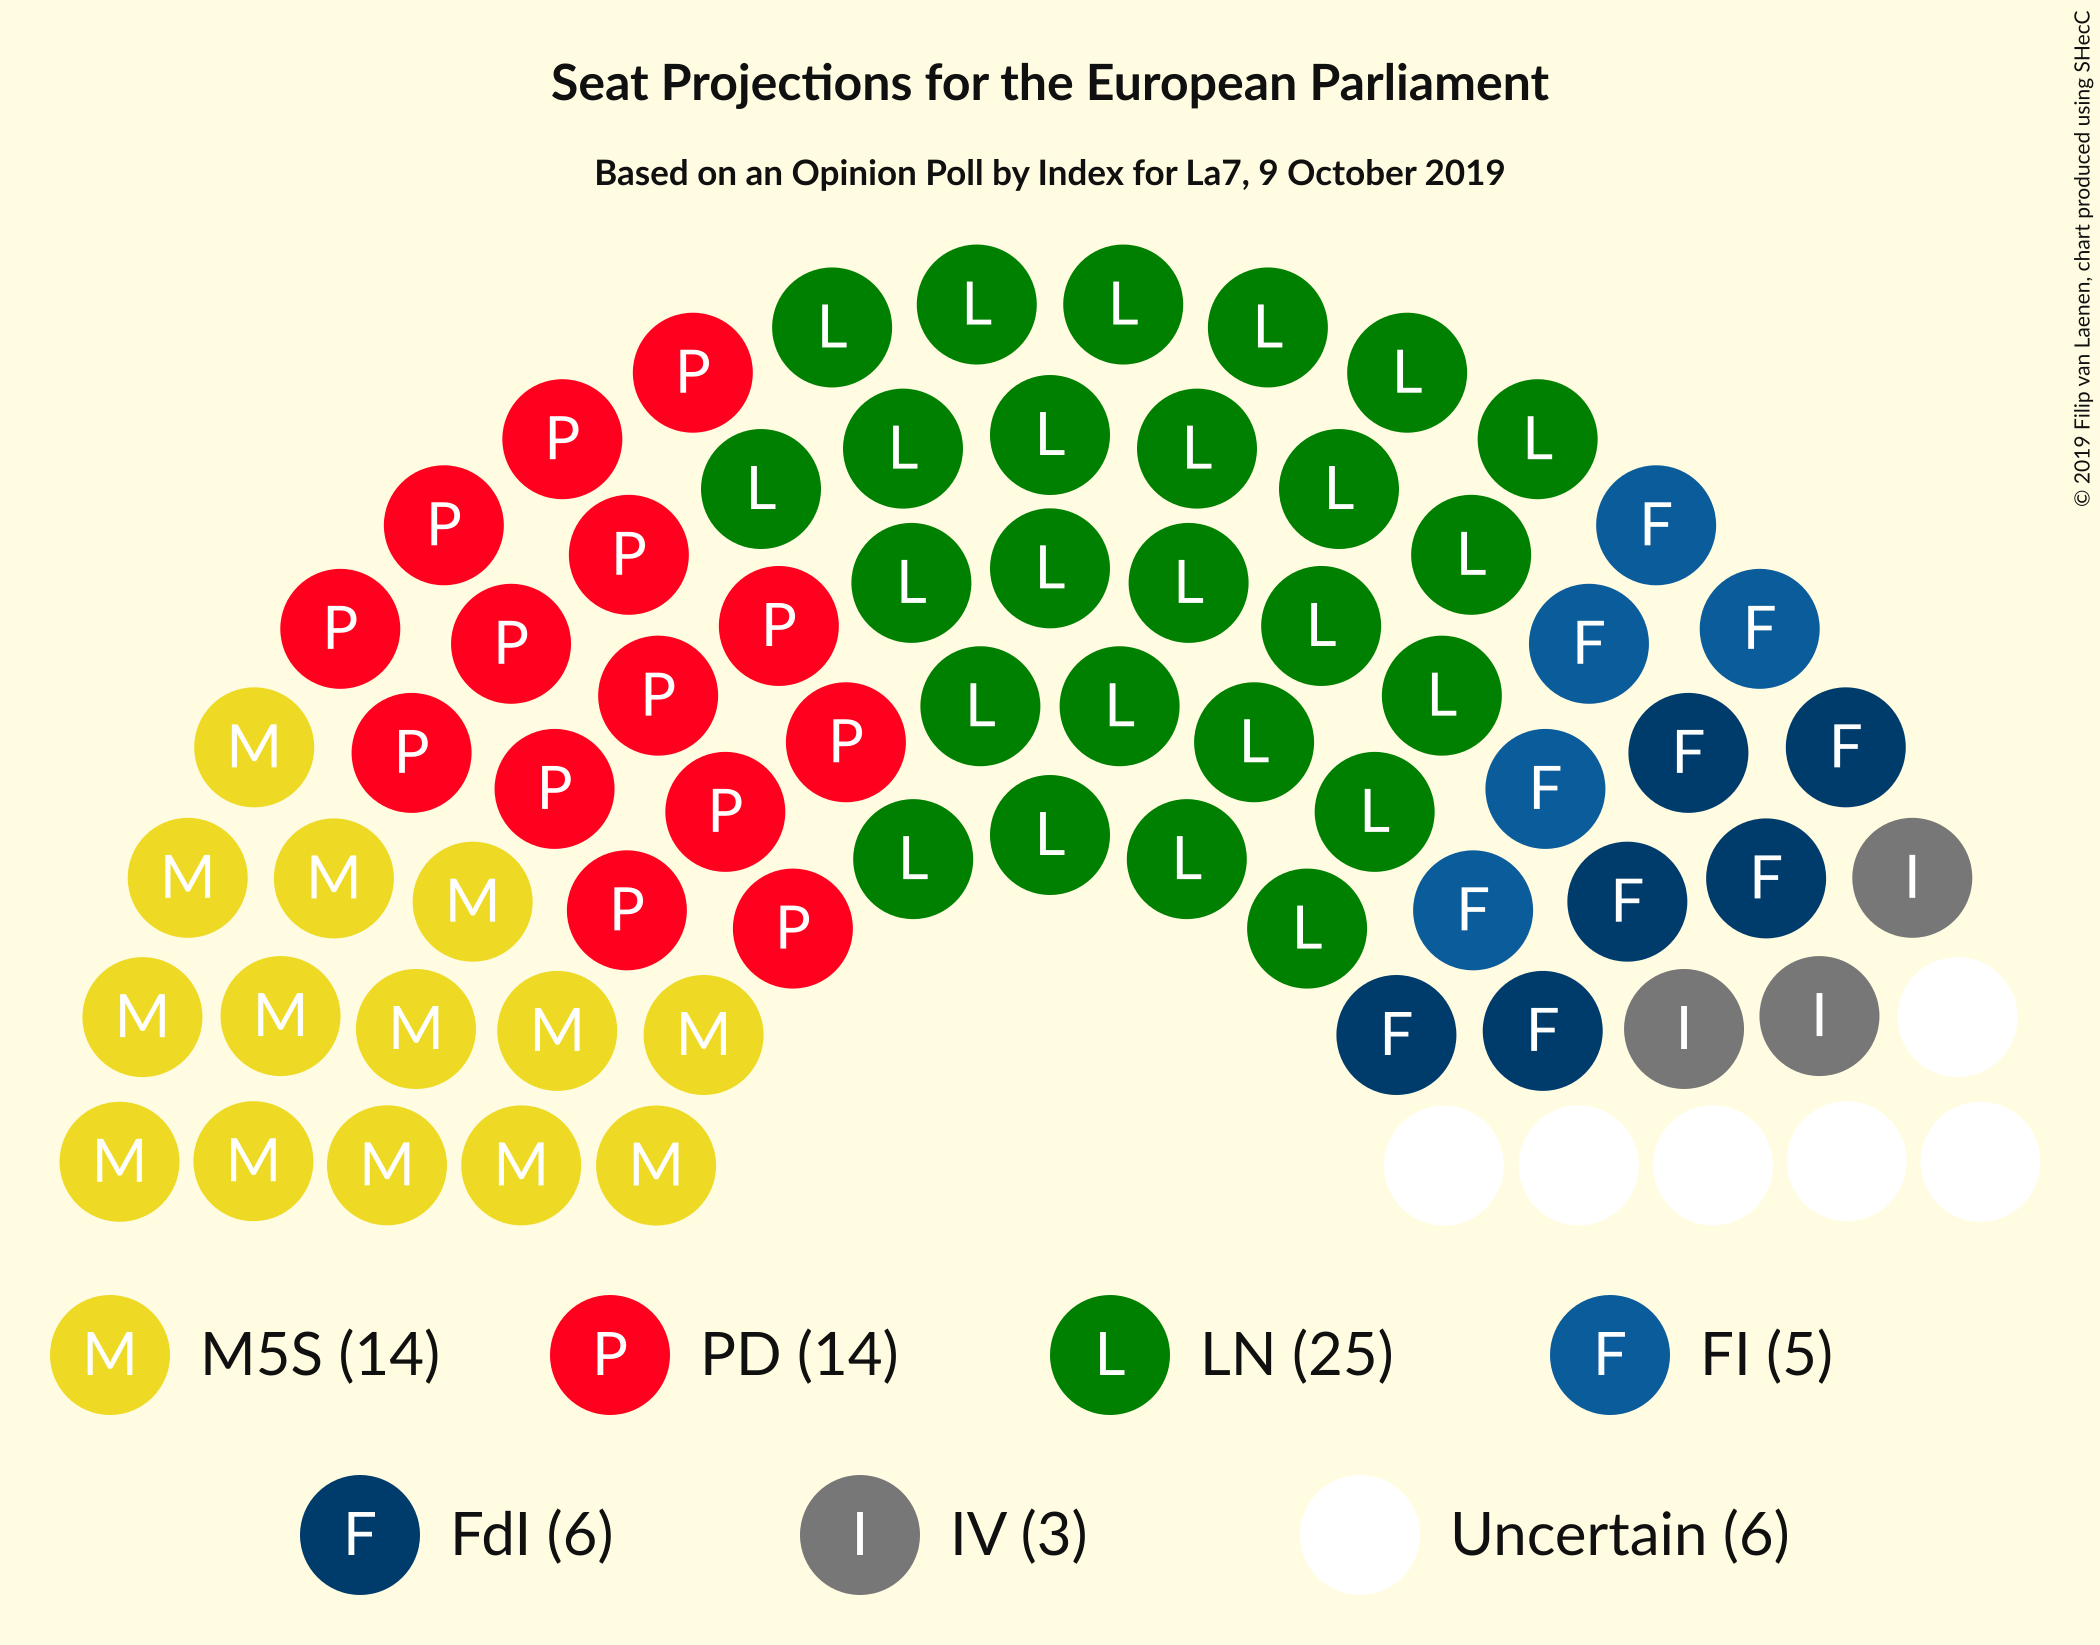 Seat Projections for the European Parliament
Based on an Opinion Poll by Index for La7, 9 October 2019
© 2019 Filip van Laenen, chart produced using SHecC
L L
L L
P L
L
P L L L L
L L
P F
P L L L
P L
P P L F F
P L
P L L
P L L
M P F F F
P L
P L
L
M M L L F F I
M P F
P L
M M I I
M M M F F
M M M M M
M M5S (14) P PD (14) L LN (25) F FI (5)
F FdI (6) I IV (3) Uncertain (6)